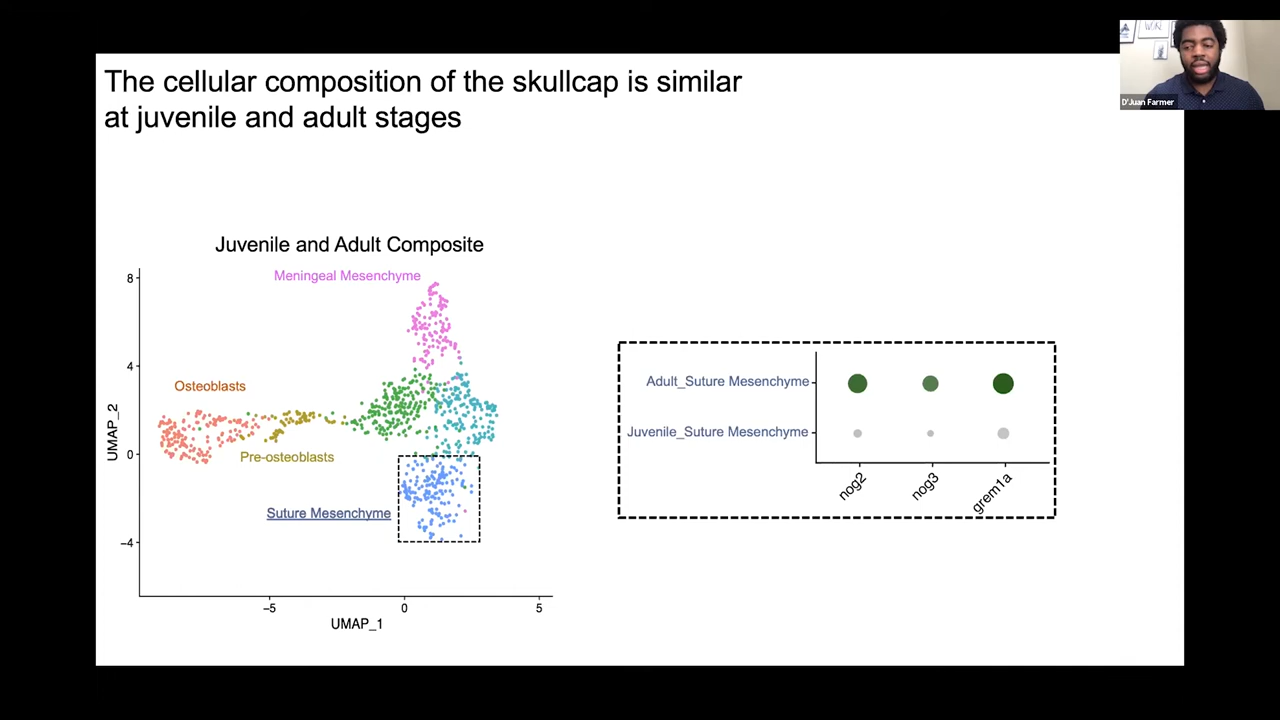 The cellular composition of the skullcap is similar
at juvenile and adult stages
D'Juan Farmer
Juvenile and Adult Composite
Meningeal Mesenchyme
Osteoblasts
Pre-osteoblasts
Suture Mesenchyme
8
4
0
−4
UMAP_2
−5
0
5
UMAP_1
Adult_Suture Mesenchyme
Juvenile_Suture Mesenchyme
nog2
nog3
grem1a